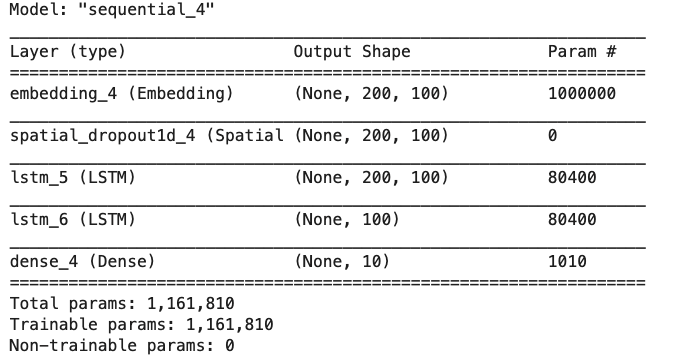 Model: "sequential_4"
Layer (type) Output Shape Param #
embedding_4 (Embedding) (None, 200, 100) 1000000
spatial_dropout1d_4 (Spatial (None, 200, 100) 0
lstm_5 (LSTM) (None, 200, 100) 80400
lstm_6 (LSTM) (None, 100) 80400
dense_4 (Dense) (None, 10) 1010
Total params: 1,161,810
Trainable params: 1,161,810
Non-trainable params: 0